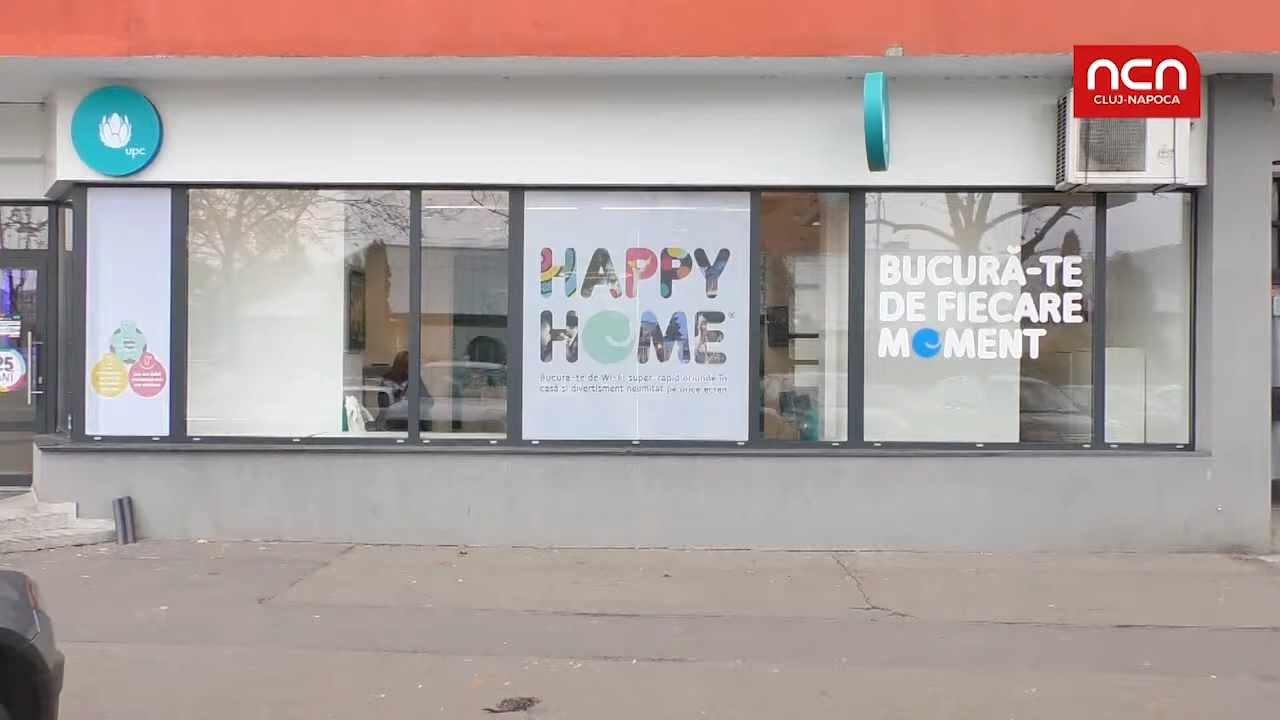 NCN
CLUJ-NAPOCA
upc
HAPPY
HOME®
Bucură-te de Wi-Fi super-rapid oriunde în
casă și divertisment nelimitat pe orice ecran
BUCURĂ-TE
DE FIECARE
MOMENT
25